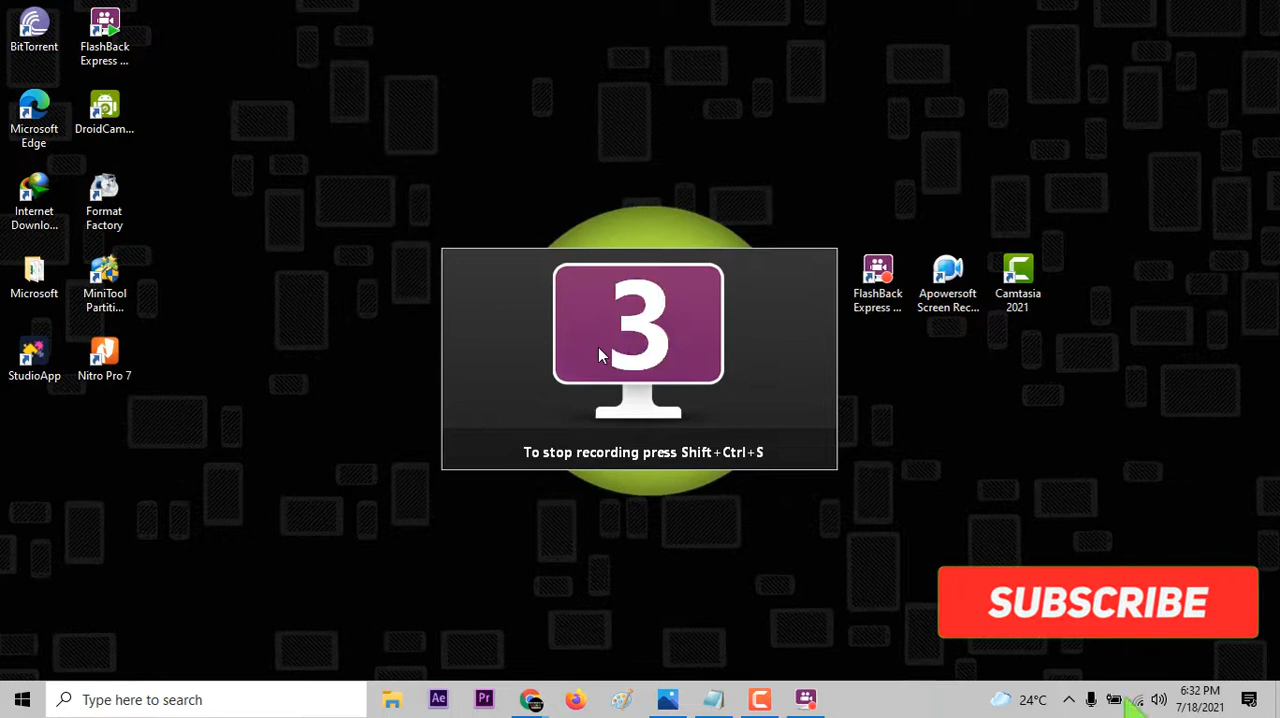 BitTorrent
FlashBack
Express ...
Microsoft
Edge
DroidCam...
Internet
Downlo...
Format
Factory
Microsoft
MiniTool
Partiti...
StudioApp
Nitro Pro 7
3
To stop recording press Shift+Ctrl+S
FlashBack
Express ...
Apowersoft
Screen Rec...
Camtasia
2021
SUBSCRIBE
Type here to search
Ae
Pr
24°C
6:32 PM
7/18/2021